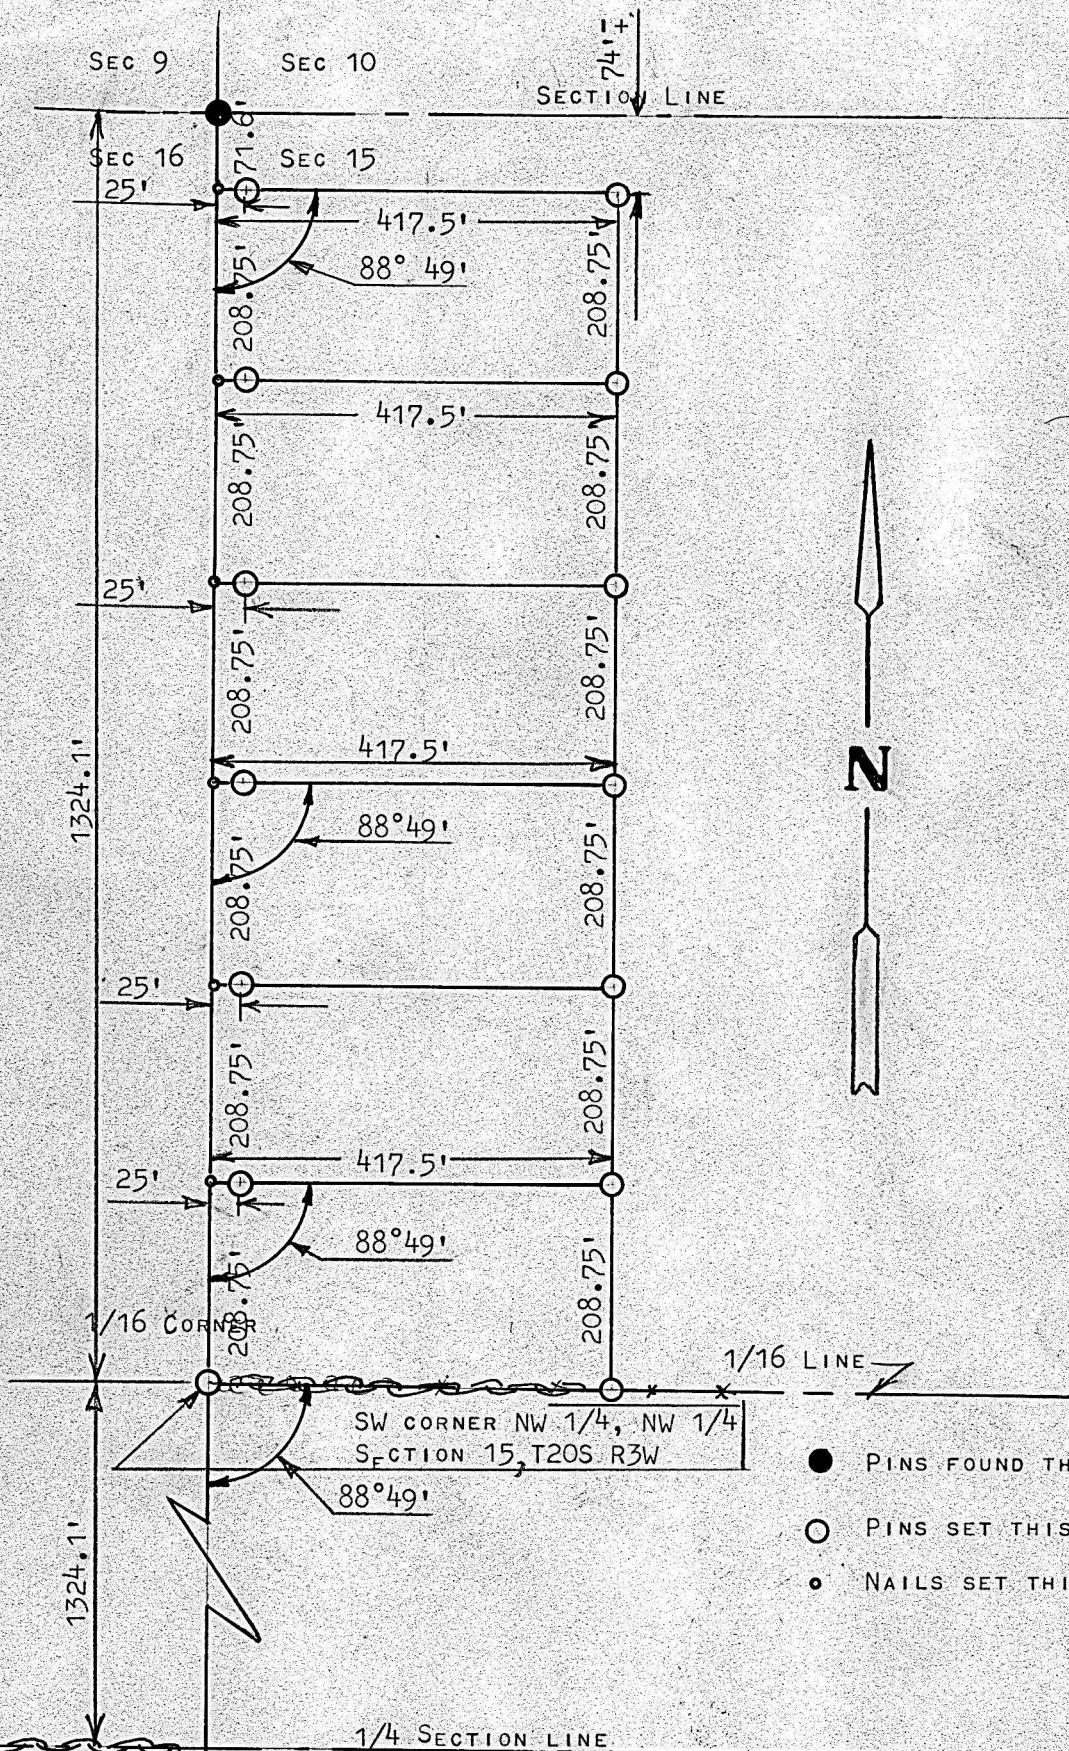 Sec 9
Sec 10
74'±
Section Line
71.6'
Sec 16
Sec 15
25'
417.5'
88° 49'
208.75'
208.75'
417.5'
208.75'
208.75'
25'
208.75'
208.75'
417.5'
1324.1'
N
88°49'
208.75'
208.75'
25'
208.75'
208.75'
417.5'
25'
88°49'
208.75'
208.75'
1/16 Corner
1/16 Line
SW corner NW 1/4, NW 1/4
Section 15, T20S R3W
88°49'
Pins found th
Pins set this
Nails set thi
1324.1'
1/4 Section line